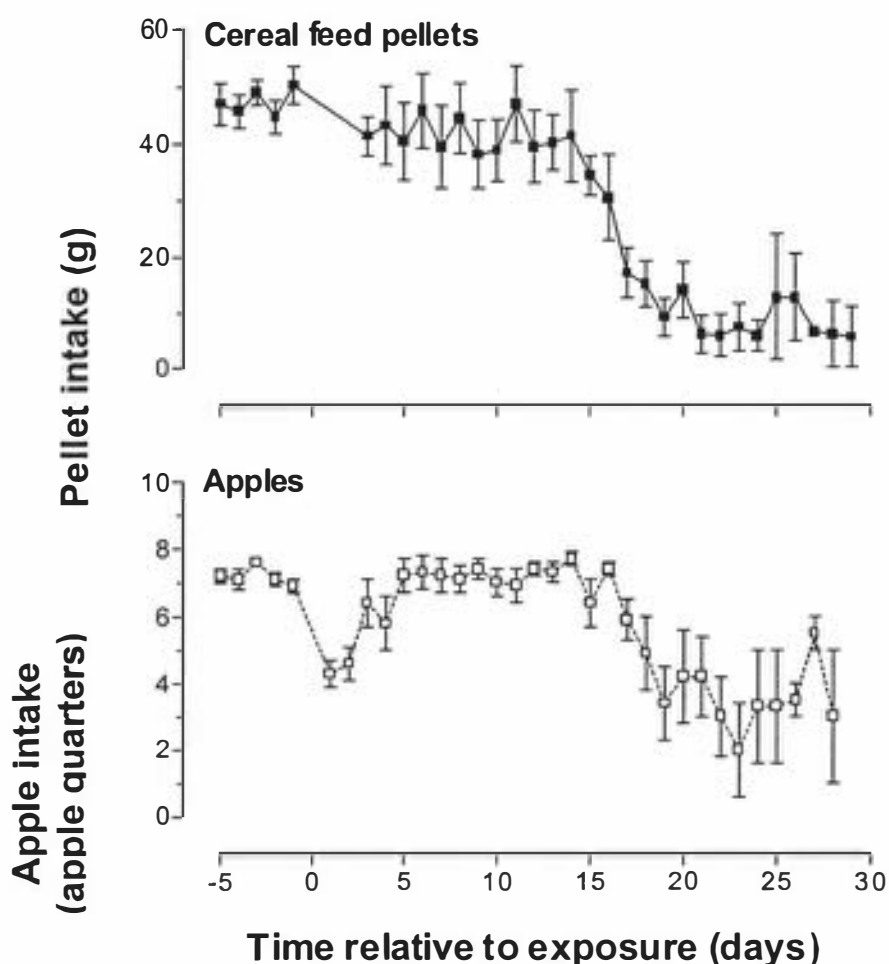 Cereal feed pellets
60
40
20
0
Pellet intake (g)
Apples
10
8
6
4
2
0
Apple intake
(apple quarters)
-5 0 5 10 15 20 25 30
Time relative to exposure (days)